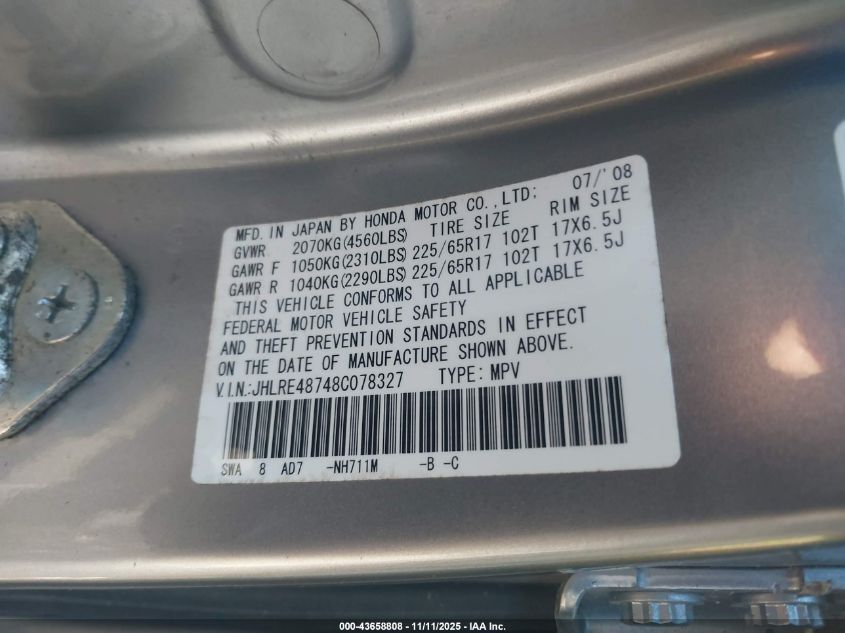 MFD. IN JAPAN BY HONDA MOTOR CO.,LTD; 07/'08
GVWR 2070KG(4560LBS) TIRE SIZE RIM SIZE
GAWR F 1050KG(2310LBS) 225/65R17 102T 17X6.5J
GAWR R 1040KG(2290LBS) 225/65R17 102T 17X6.5J
THIS VEHICLE CONFORMS TO ALL APPLICABLE
FEDERAL MOTOR VEHICLE SAFETY
AND THEFT PREVENTION STANDARDS IN EFFECT
ON THE DATE OF MANUFACTURE SHOWN ABOVE.
V.I.N.:JHLRE48748C078327 TYPE: MPV
SWA 8 AD7 -NH711M -B -C
000-43658808 - 11/11/2025 - IAA Inc.